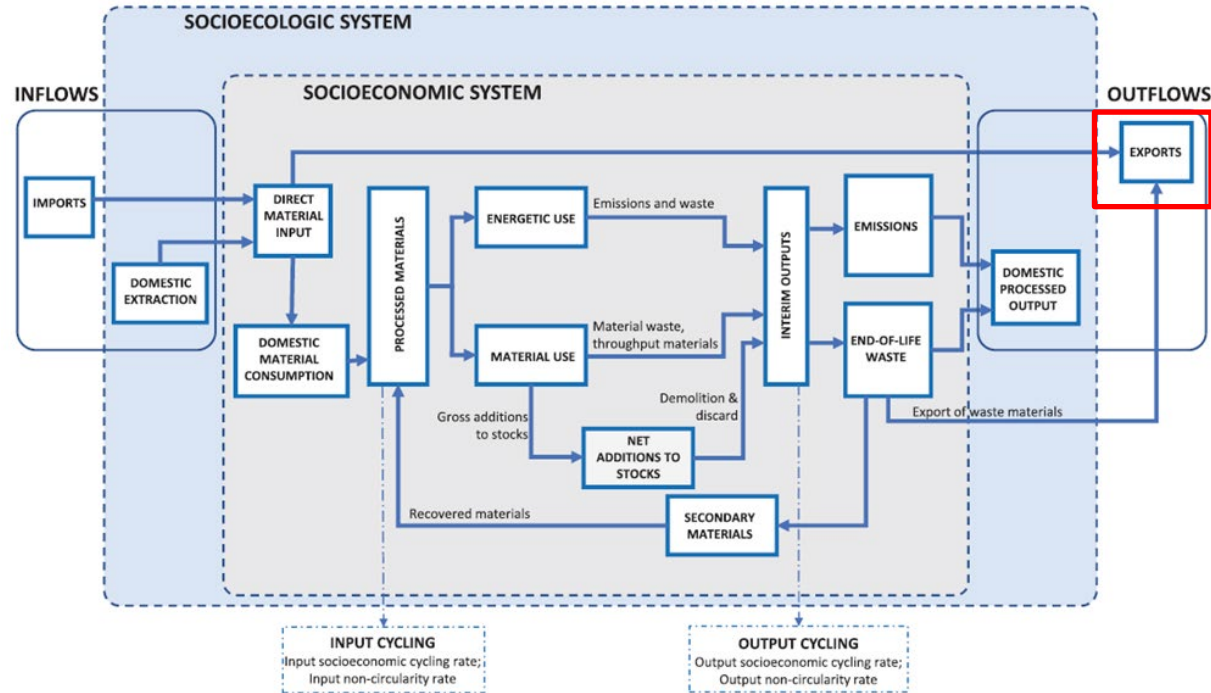 SOCIOECOLOGIC SYSTEM
INFLOWS
SOCIOECONOMIC SYSTEM
OUTFLOWS
EXPORTS
IMPORTS
DIRECT
MATERIAL
INPUT
PROCESSED MATERIALS
ENERGETIC USE
Emissions and waste
INTERIM OUTPUTS
EMISSIONS
DOMESTIC
EXTRACTION
DOMESTIC
PROCESSED
OUTPUT
DOMESTIC
MATERIAL
CONSUMPTION
MATERIAL USE
Material waste,
throughput materials
END-OF-LIFE
WASTE
Gross additions
to stocks
Demolition &
discard
Export of waste materials
NET
ADDITIONS TO
STOCKS
Recovered materials
SECONDARY
MATERIALS
INPUT CYCLING
Input socioeconomic cycling rate;
Input non-circularity rate
OUTPUT CYCLING
Output socioeconomic cycling rate;
Output non-circularity rate